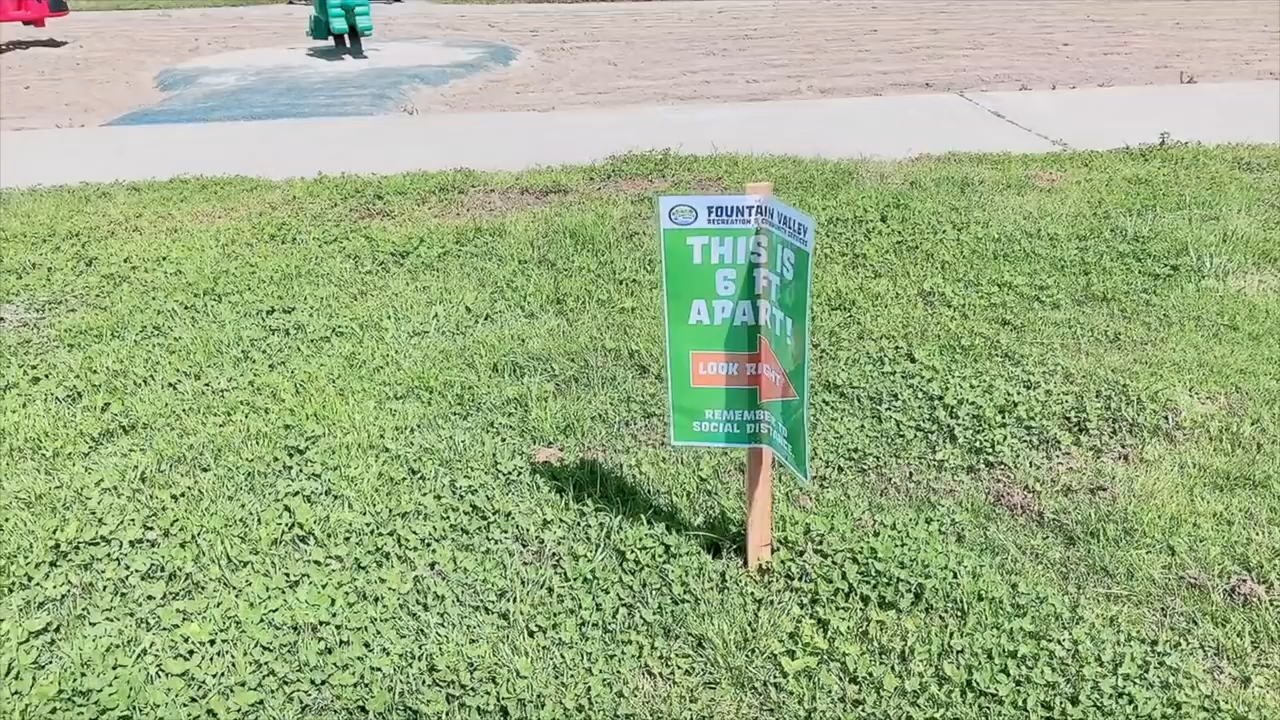 FOUNTAIN VALLEY
RECREATION & COMMUNITY SERVICES
THIS IS
6 FT
APART!
LOOK RIGHT
REMEMBER TO
SOCIAL DISTANCE